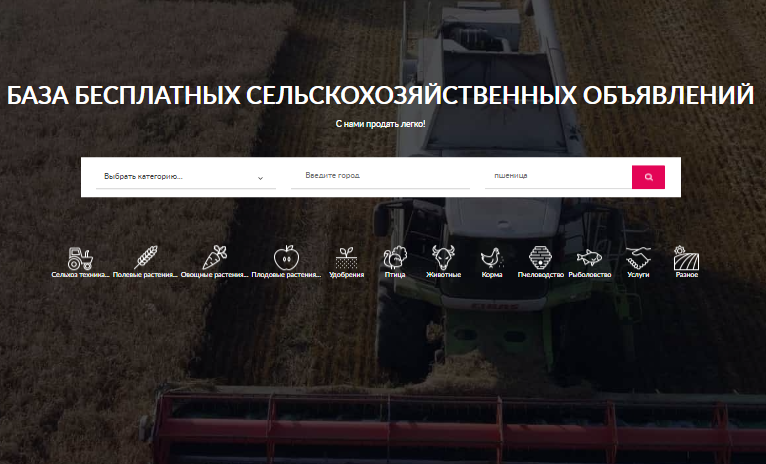 БАЗА БЕСПЛАТНЫХ СЕЛЬСКОХОЗЯЙСТВЕННЫХ ОБЪЯВЛЕНИЙ
С нами продать легко!
Выбрать категорию... Введите город пшеница
Сельхоз техника... Полевые растения... Овощные растения... Плодовые растения... Удобрения Птица Животные Корма Пчеловодство Рыболовство Услуги Разное
CLAAS